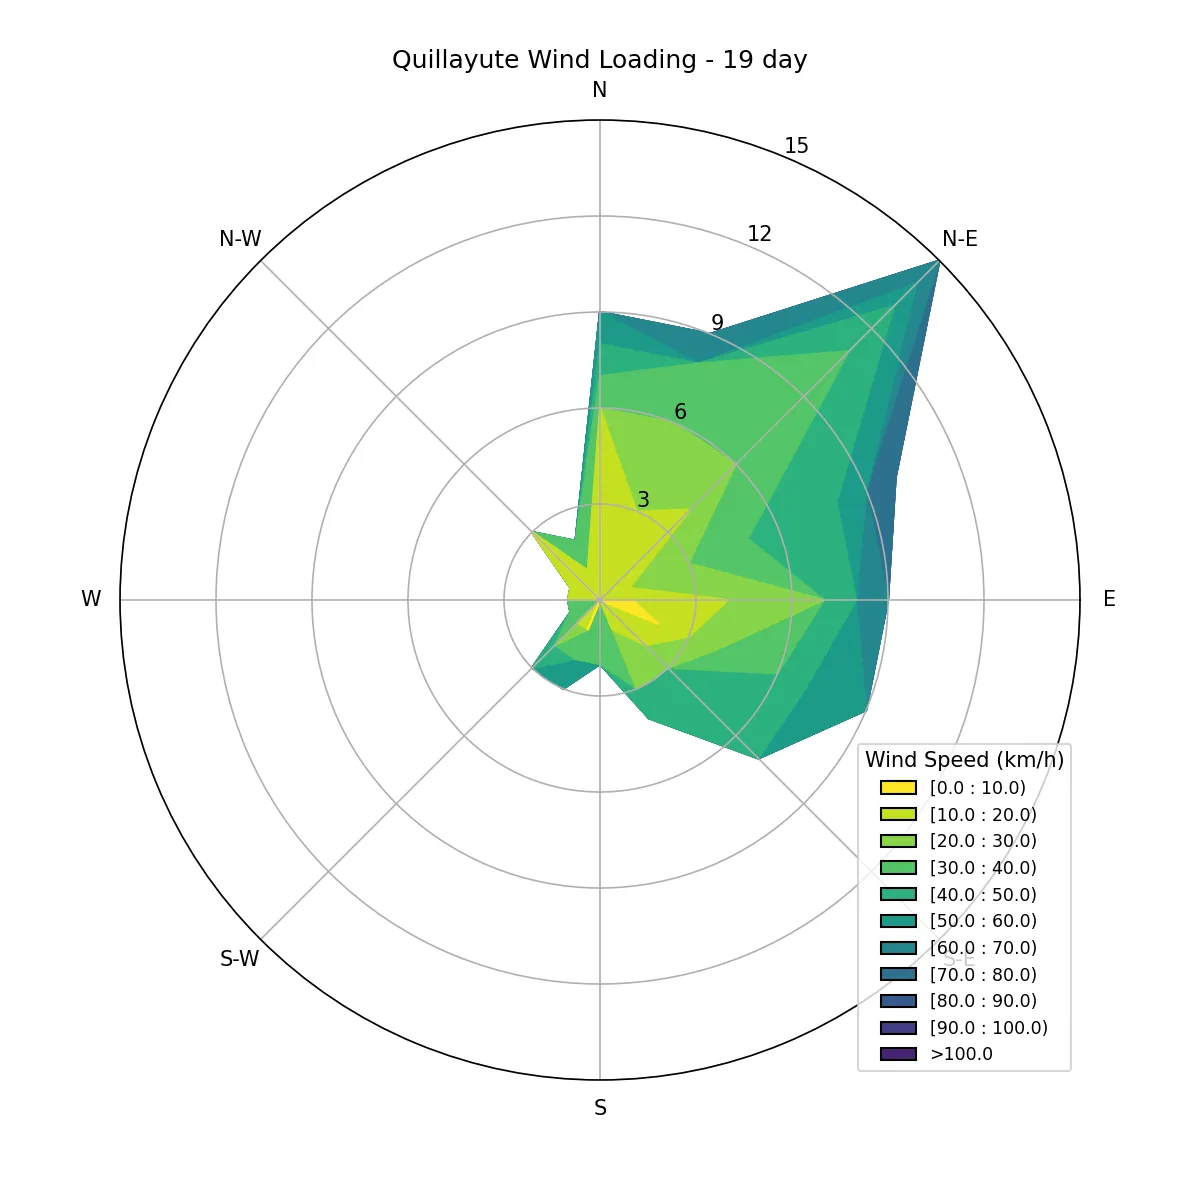 Quillayute Wind Loading - 19 day
N
15
12
N-W
N-E
9
6
3
W
E
Wind Speed (km/h)
[0.0 : 10.0)
[10.0 : 20.0)
[20.0 : 30.0)
[30.0 : 40.0)
[40.0 : 50.0)
[50.0 : 60.0)
[60.0 : 70.0)
[70.0 : 80.0)
[80.0 : 90.0)
[90.0 : 100.0)
>100.0
S-W
S-E
S